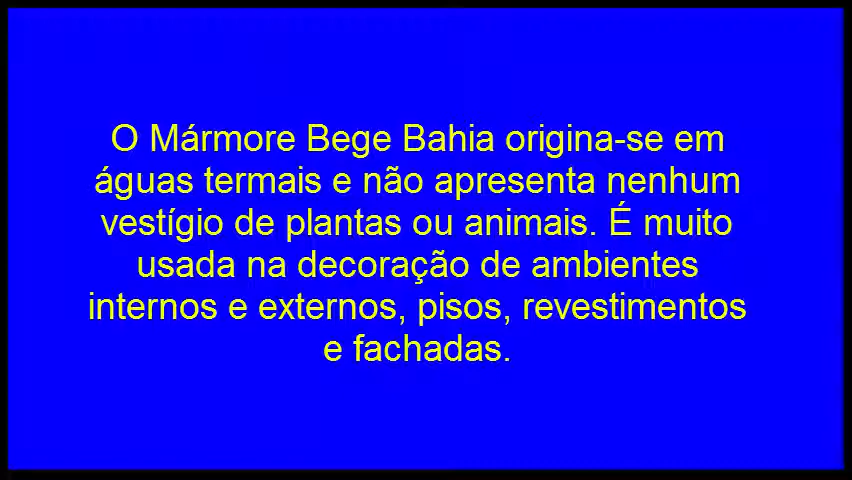 O Mármore Bege Bahia origina-se em
águas termais e não apresenta nenhum
vestígio de plantas ou animais. É muito
usada na decoração de ambientes
internos e externos, pisos, revestimentos
e fachadas.